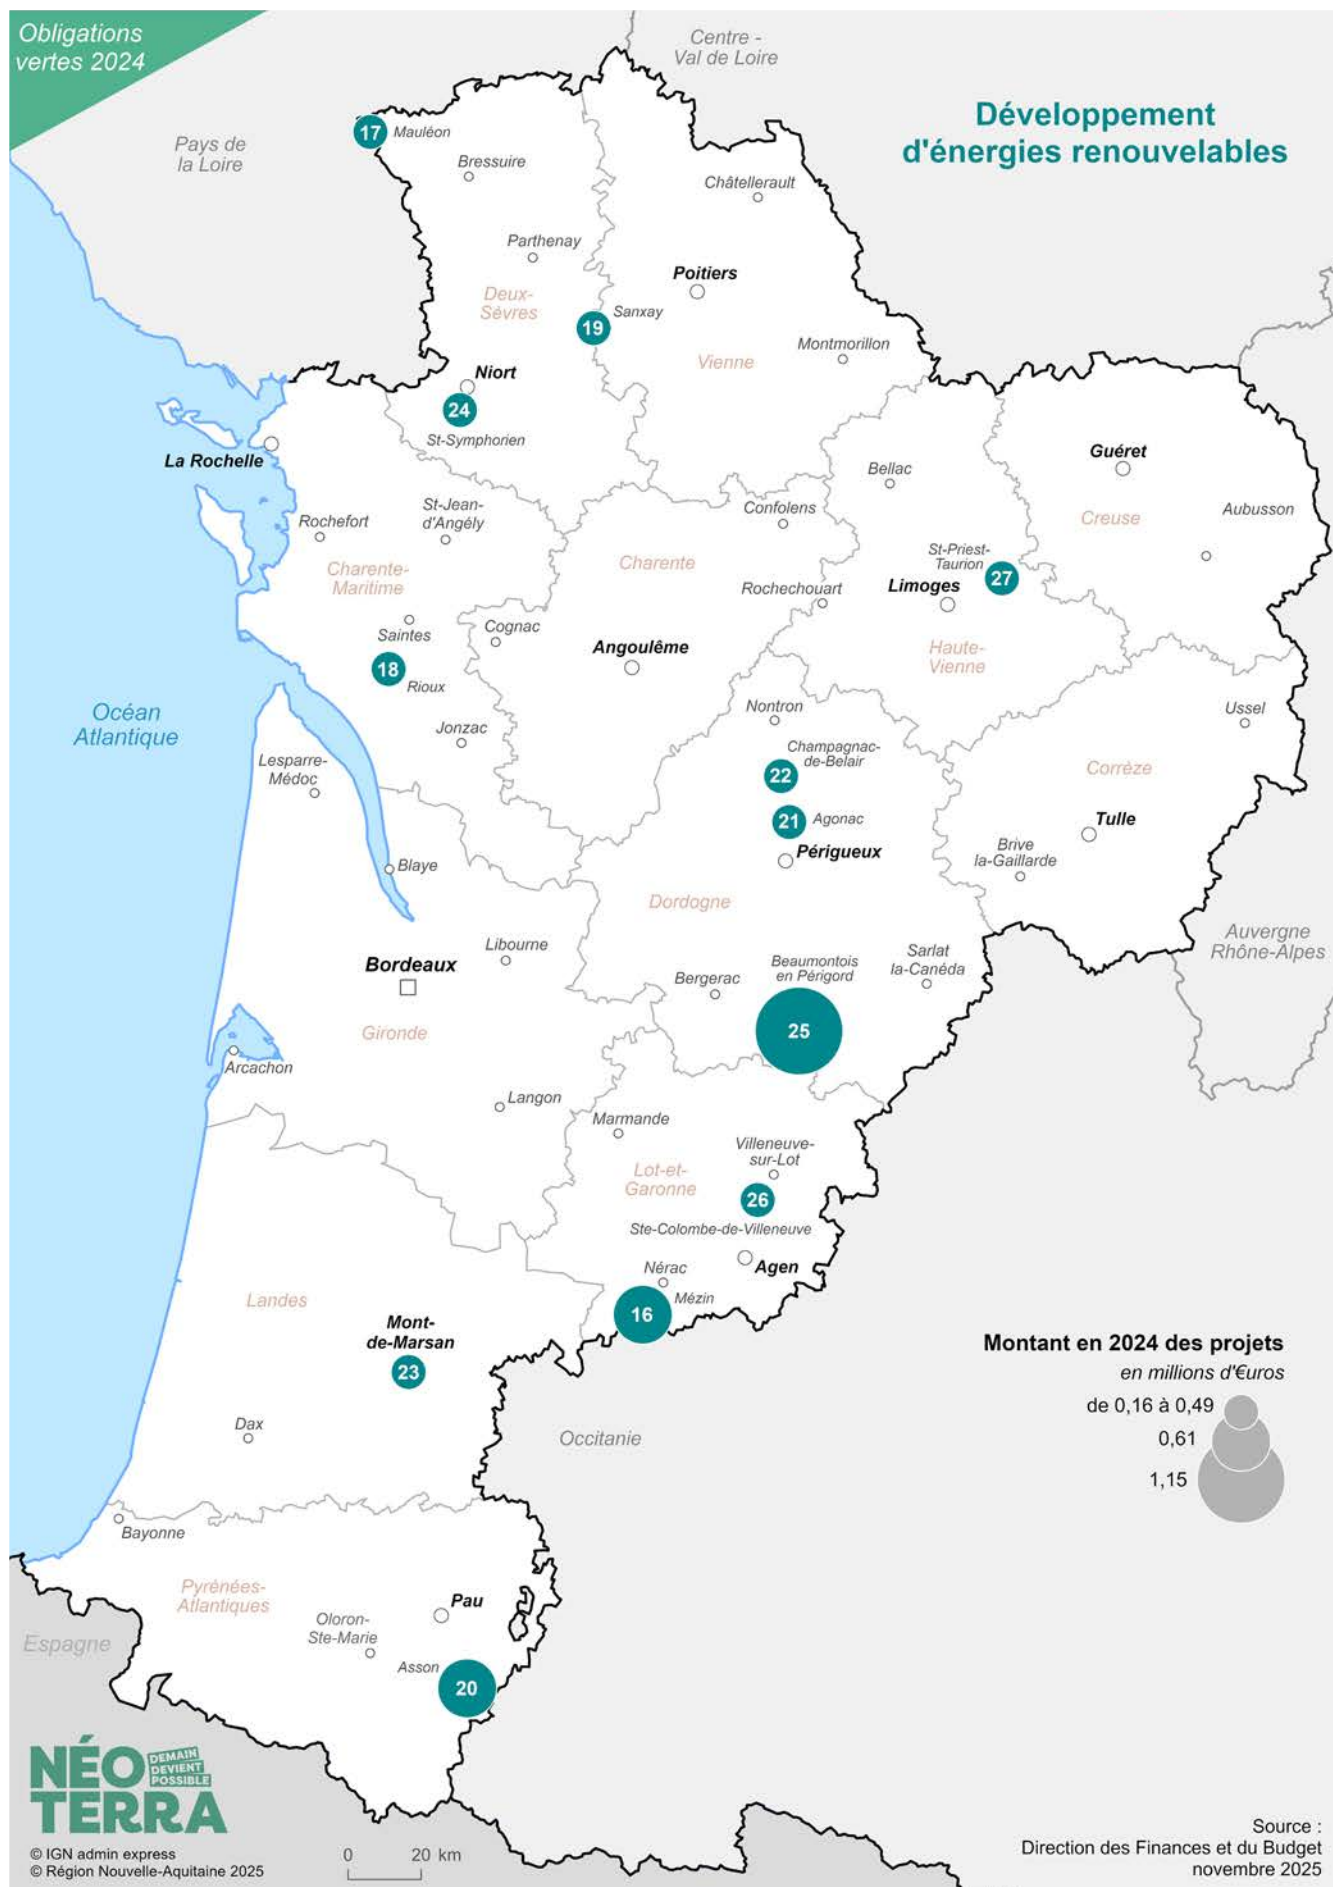 Obligations
vertes 2024
Centre -
Val de Loire
Développement
d'énergies renouvelables
Pays de
la Loire
17
Mauléon
Bressuire
Châtellerault
Parthenay
Poitiers
Deux-
Sèvres
19
Sanxay
Vienne
Montmorillon
Niort
24
St-Symphorien
La Rochelle
Guéret
Bellac
Creuse
Aubusson
Rochefort
St-Jean-
d'Angély
Confolens
Charente-
Maritime
Charente
St-Priest-
Taurion
27
Rochechouart
Limoges
Saintes
Cognac
Angoulême
Haute-
Vienne
18
Rioux
Océan
Atlantique
Jonzac
Nontron
Ussel
Lesparre-
Médoc
Champagnac-
de-Belair
22
Corrèze
21
Agonac
Tulle
Périgueux
Brive
la-Gaillarde
Blaye
Dordogne
Auvergne
Rhône-Alpes
Libourne
Bordeaux
Beaumontois
en Périgord
Sarlat
la-Canéda
Bergerac
25
Gironde
Arcachon
Langon
Marmande
Villeneuve-
sur-Lot
Lot-et-
Garonne
26
Ste-Colombe-de-Villeneuve
Agen
Nérac
Mézin
16
Landes
Mont-
de-Marsan
23
Dax
Occitanie
Montant en 2024 des projets
en millions d'€uros
de 0,16 à 0,49
0,61
1,15
Bayonne
Pyrénées-
Atlantiques
Pau
Oloron-
Ste-Marie
Espagne
Asson
20
NÉO
DEMAIN
DEVIENT
POSSIBLE
TERRA
© IGN admin express
© Région Nouvelle-Aquitaine 2025
0 20 km
Source :
Direction des Finances et du Budget
novembre 2025